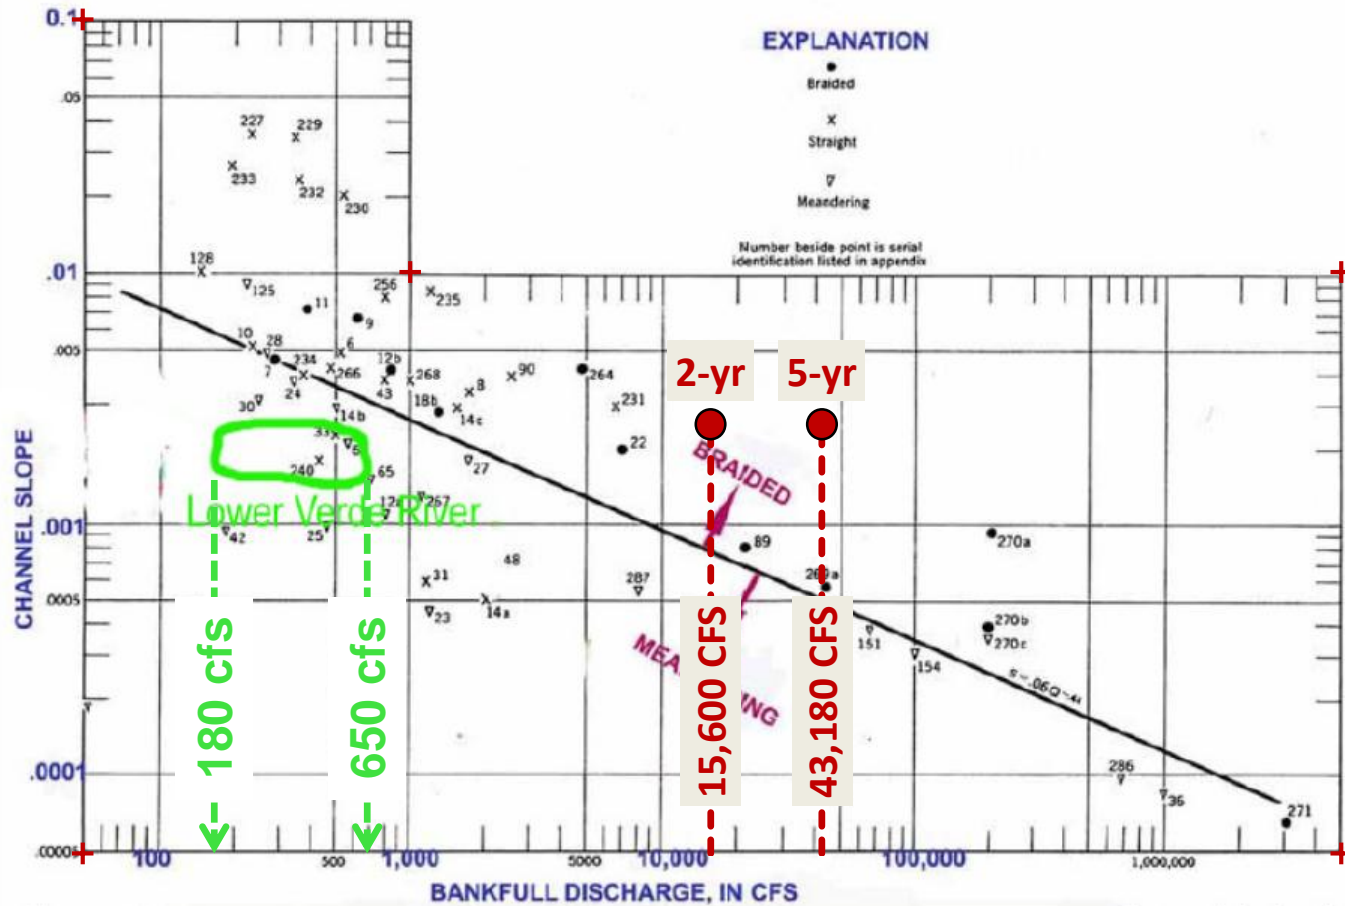 0.1
EXPLANATION
Braided
Straight
Meandering
Number beside point is serial
identification listed in appendix
.05
227
229
233
232
230
128
.01
125
256
235
11
9
10
28
6
.005
7
234
266
12b
268
90
264
2-yr
5-yr
24
43
8
231
30
14b
18b
14c
33
5
22
240
65
27
BRAIDED
Lower Verde River
267
.001
42
25
89
270a
48
31
287
269a
.0005
23
14a
270b
270c
151
154
MEA
ING
S=.06Q-.44
180 cfs
650 cfs
15,600 CFS
43,180 CFS
CHANNEL SLOPE
.0001
286
36
271
.00005
100
500
1,000
5000
10,000
100,000
1,000,000
BANKFULL DISCHARGE, IN CFS